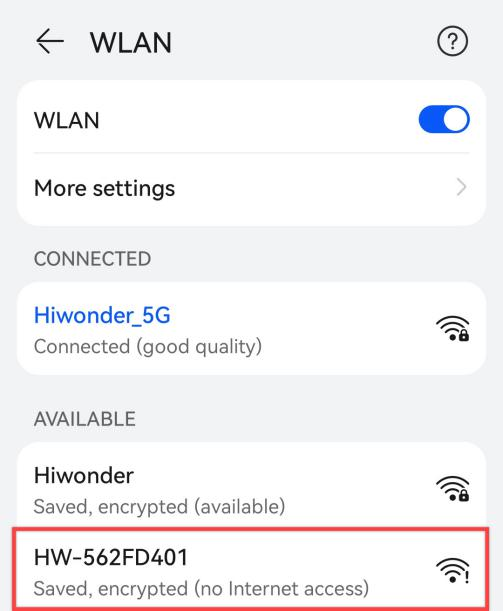 WLAN
WLAN
More settings
CONNECTED
Hiwonder_5G
Connected (good quality)
AVAILABLE
Hiwonder
Saved, encrypted (available)
HW-562FD401
Saved, encrypted (no Internet access)